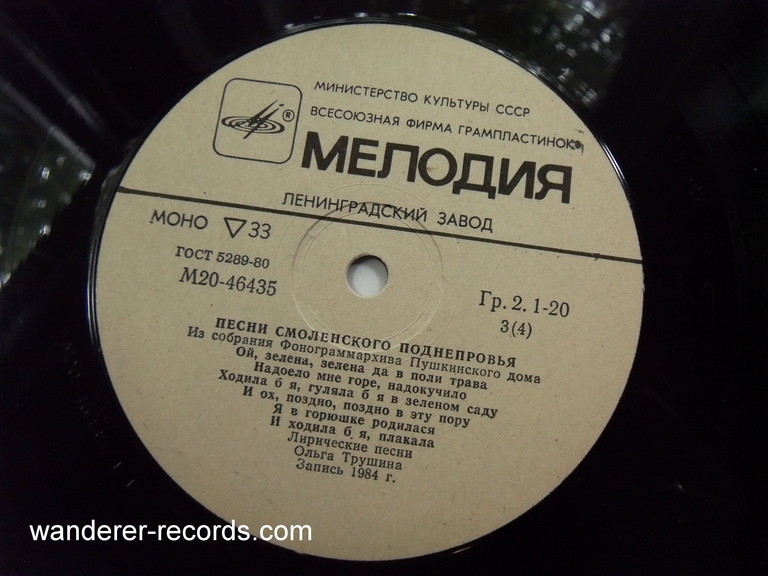 МИНИСТЕРСТВО КУЛЬТУРЫ СССР
ВСЕСОЮЗНАЯ ФИРМА ГРАМПЛАСТИНОК
®
МЕЛОДИЯ
ЛЕНИНГРАДСКИЙ ЗАВОД
МОНО ▽33
ГОСТ 5289-80
М20-46435
Гр. 2. 1-20
3(4)
ПЕСНИ СМОЛЕНСКОГО ПОДНЕПРОВЬЯ
Из собрания Фонограммархива Пушкинского дома
Ой, зелена, зелена да в поли трава
Надоело мне горе, надокучило
Ходила б я, гуляла б я в зеленом саду
И ох, поздно, поздно в эту пору
Я в горюшке родилася
И ходила б я, плакала
Лирические песни
Ольга Трушина
Запись 1984 г.
wanderer-records.com